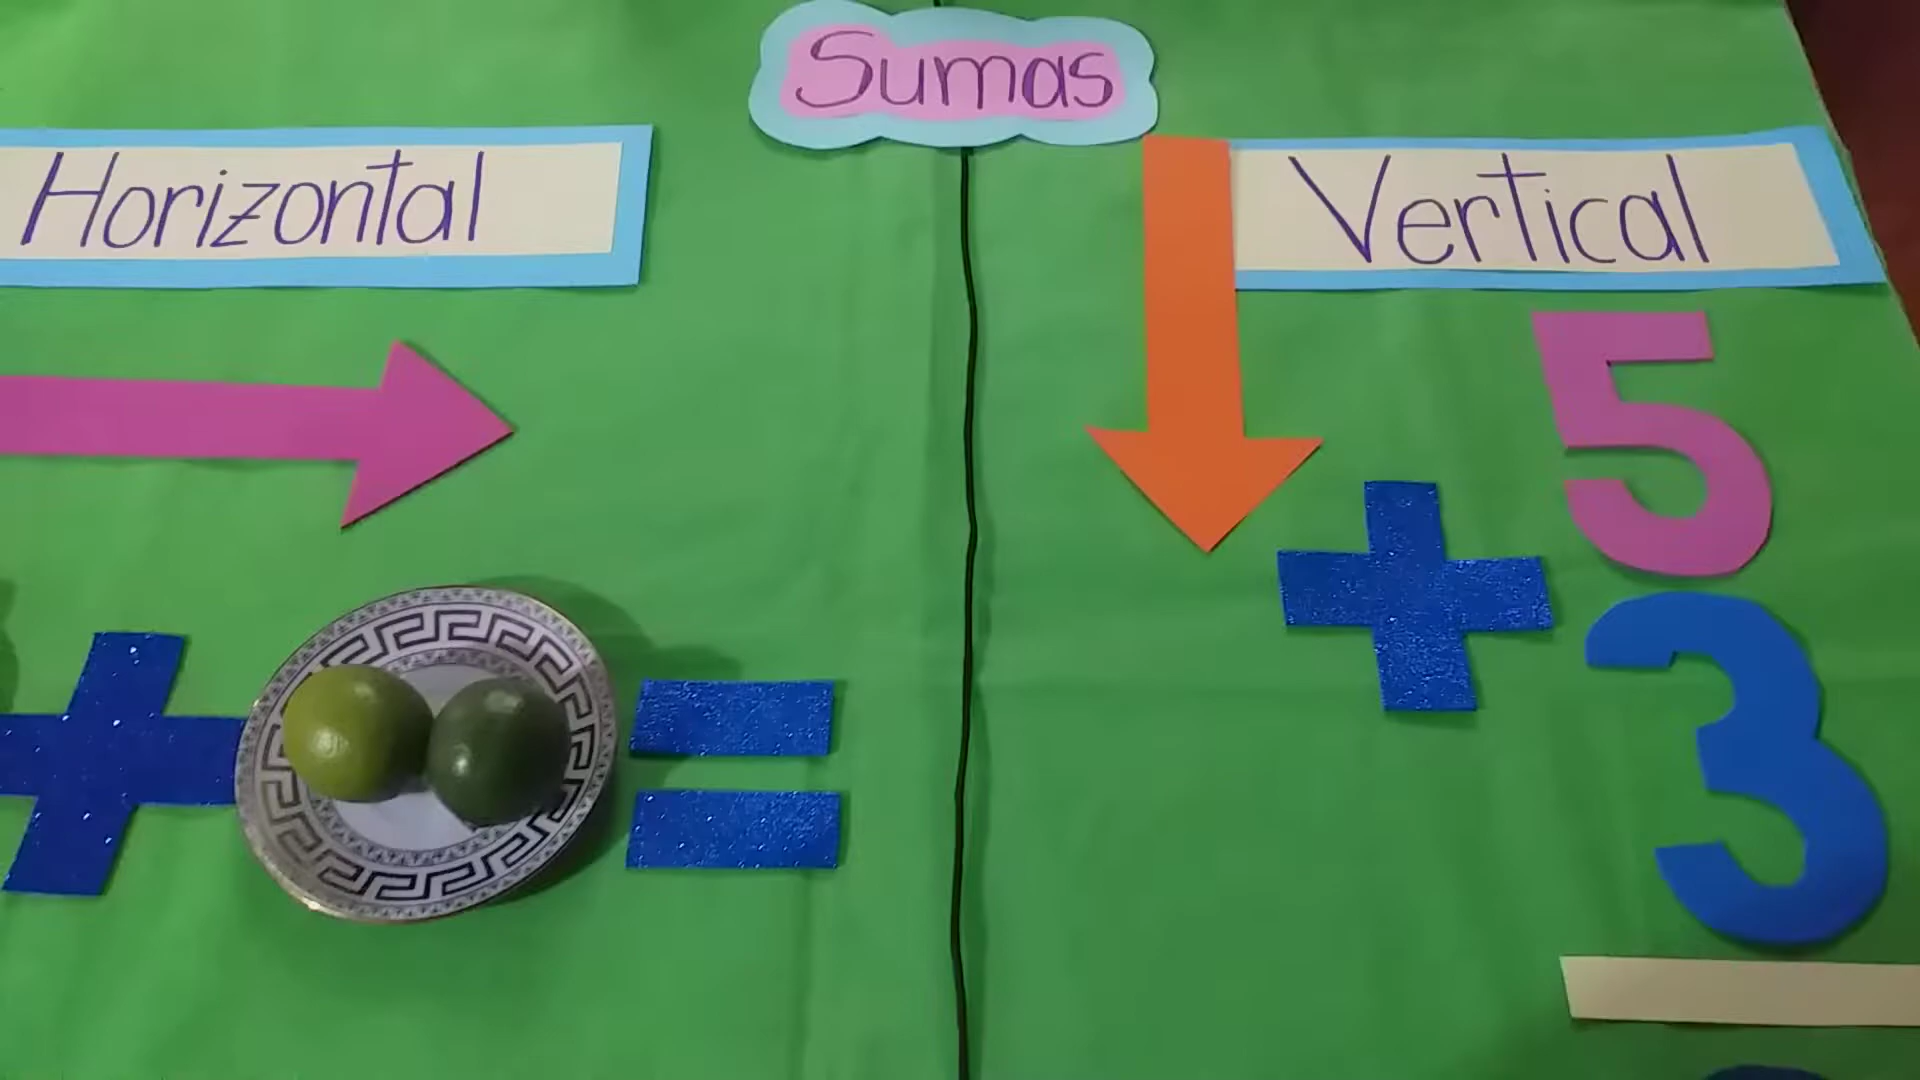 Sumas
Horizontal
Vertical
5
+
3
+
=